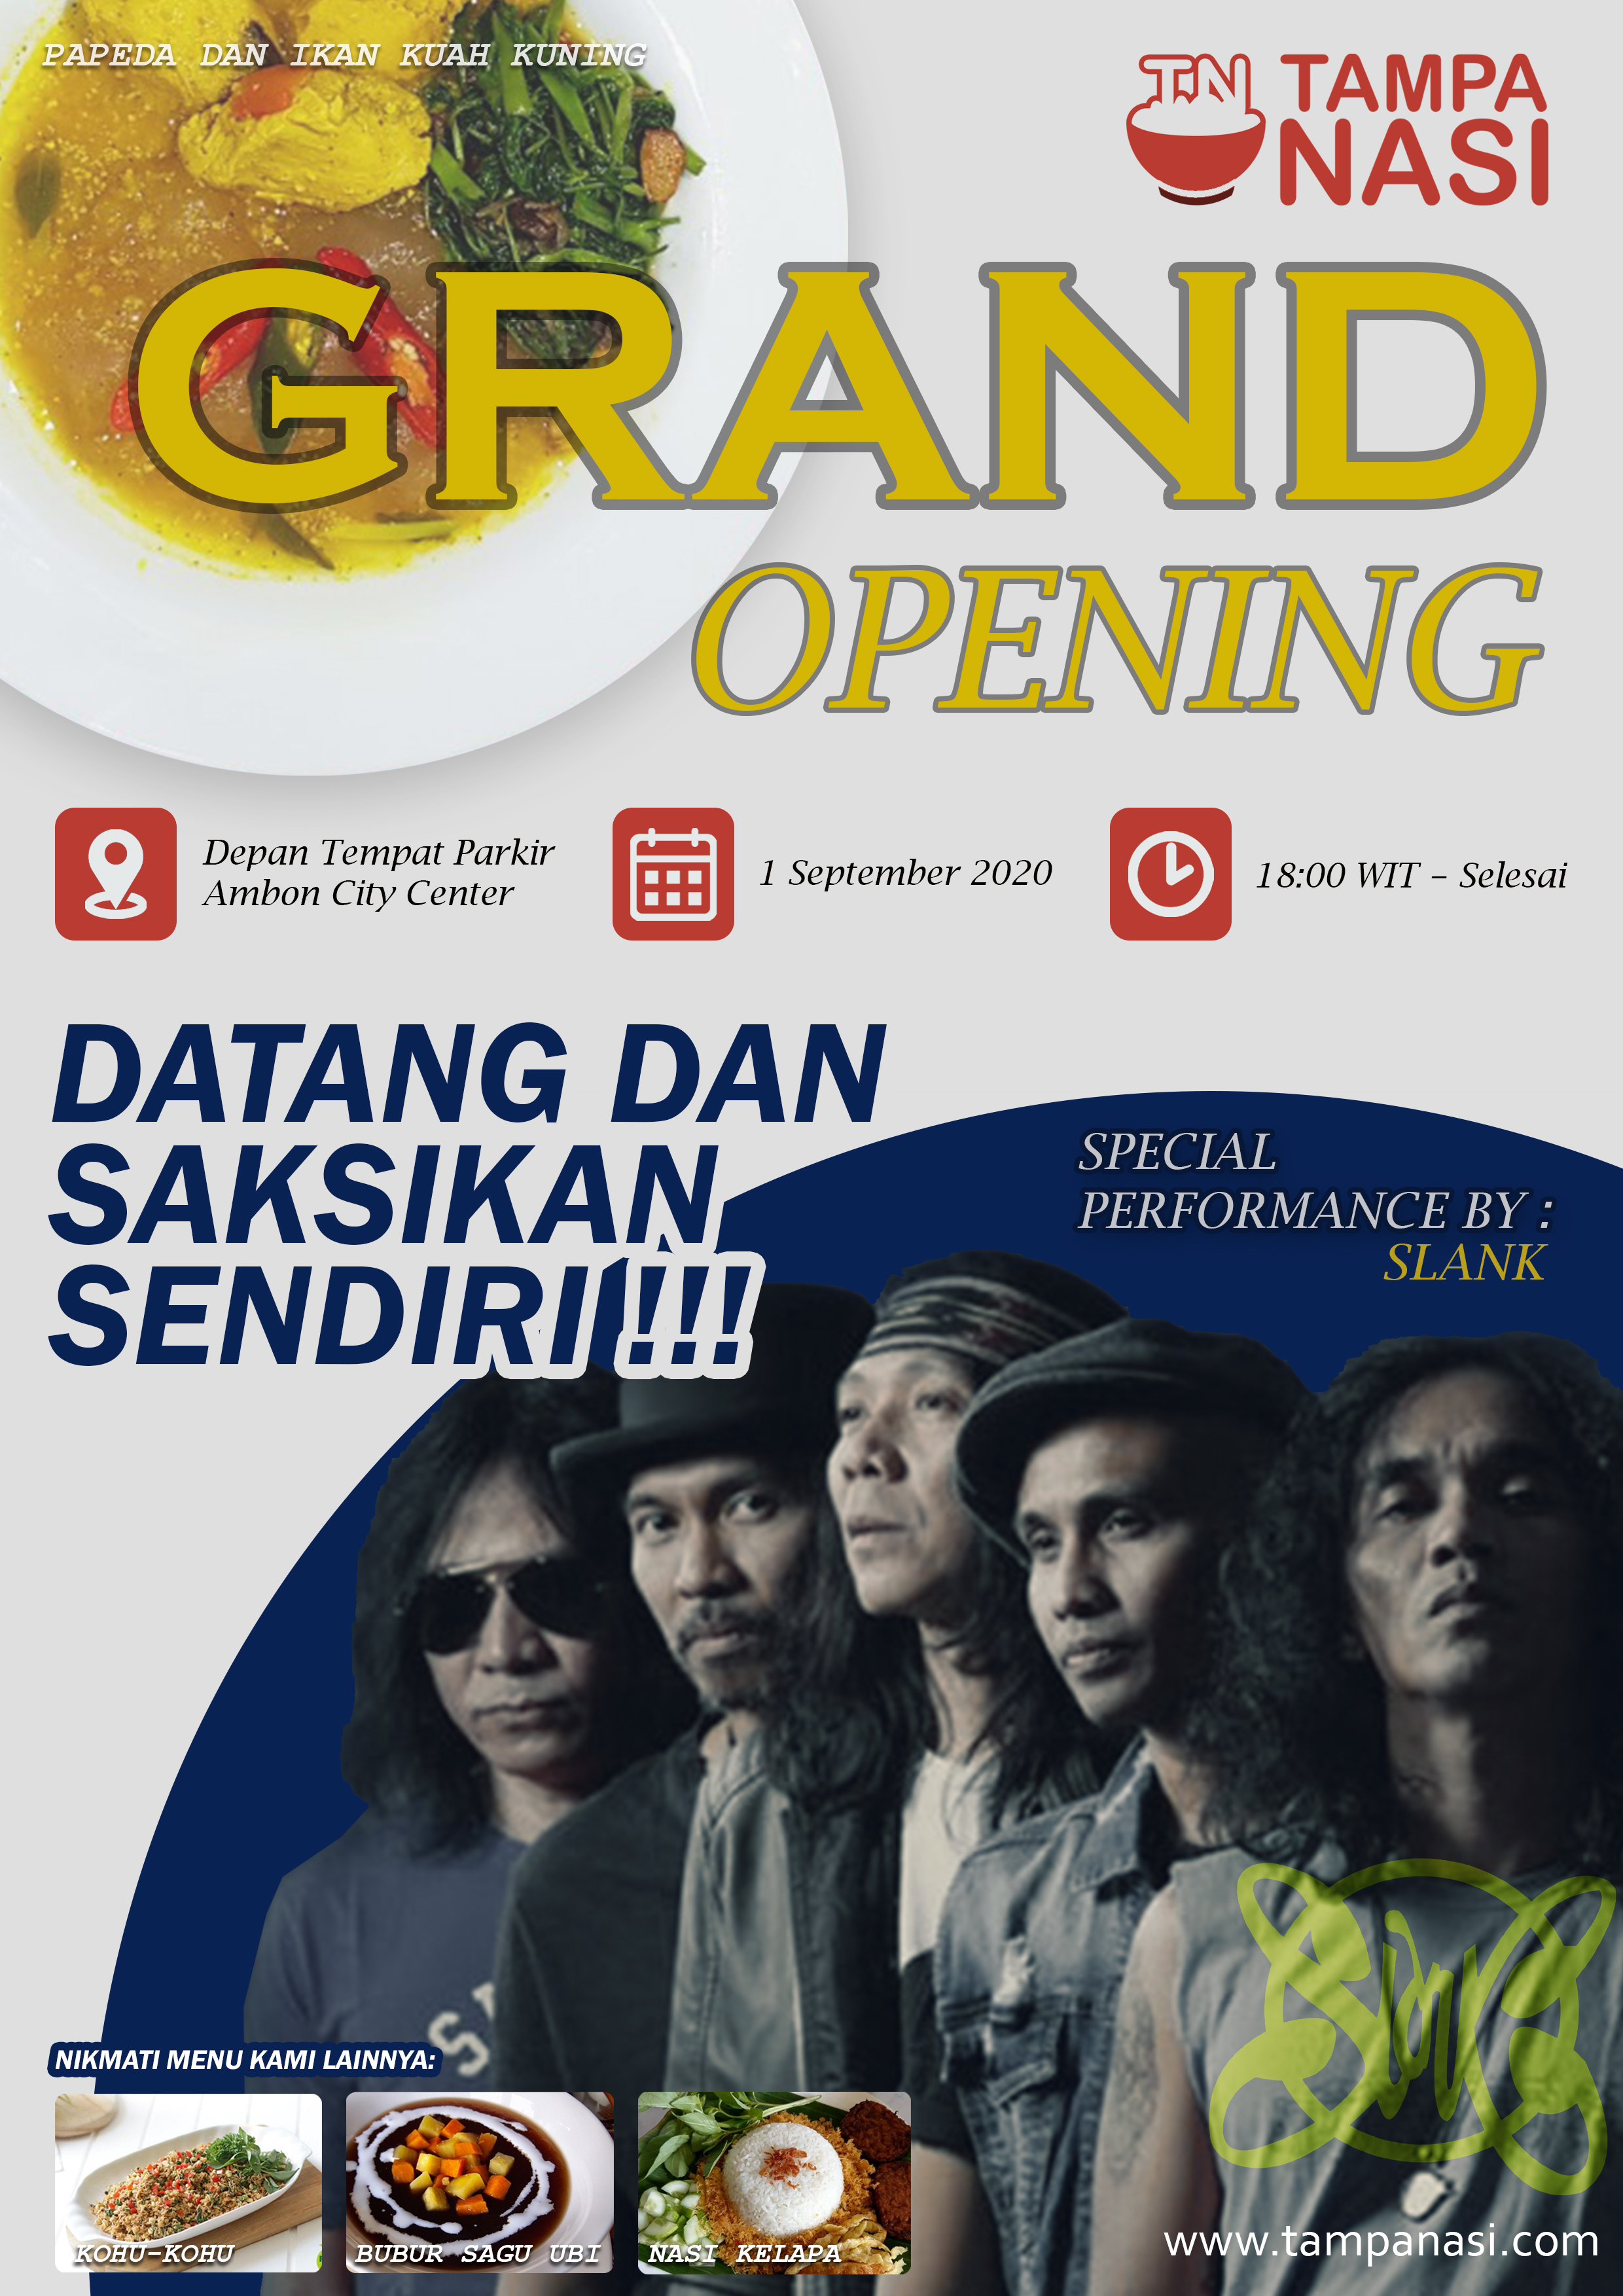 PAPEDA DAN IKAN KUAH KUNING
TN
TAMPA
NASI
GRAND
OPENING
Depan Tempat Parkir
Ambon City Center
1 September 2020
18:00 WIT - Selesai
DATANG DAN
SAKSIKAN
SENDIRI !!!
SPECIAL
PERFORMANCE BY :
SLANK
NIKMATI MENU KAMI LAINNYA:
KOHU-KOHU
BUBUR SAGU UBI
NASI KELAPA
Slank
www.tampanasi.com